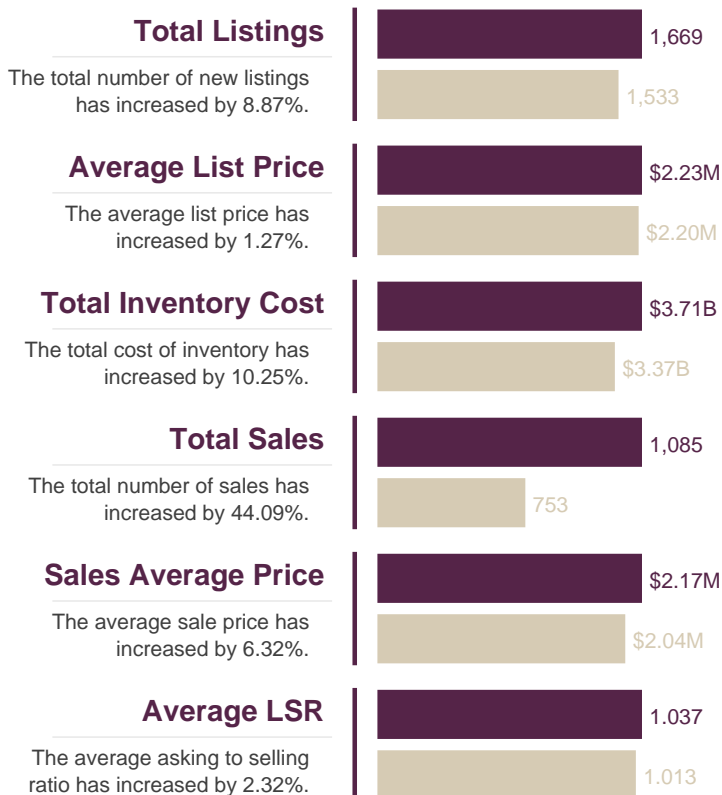 Total Listings
The total number of new listings
has increased by 8.87%.
1,669
1,533
Average List Price
The average list price has
increased by 1.27%.
$2.23M
$2.20M
Total Inventory Cost
The total cost of inventory has
increased by 10.25%.
$3.71B
$3.37B
Total Sales
The total number of sales has
increased by 44.09%.
1,085
753
Sales Average Price
The average sale price has
increased by 6.32%.
$2.17M
$2.04M
Average LSR
The average asking to selling
ratio has increased by 2.32%.
1.037
1.013